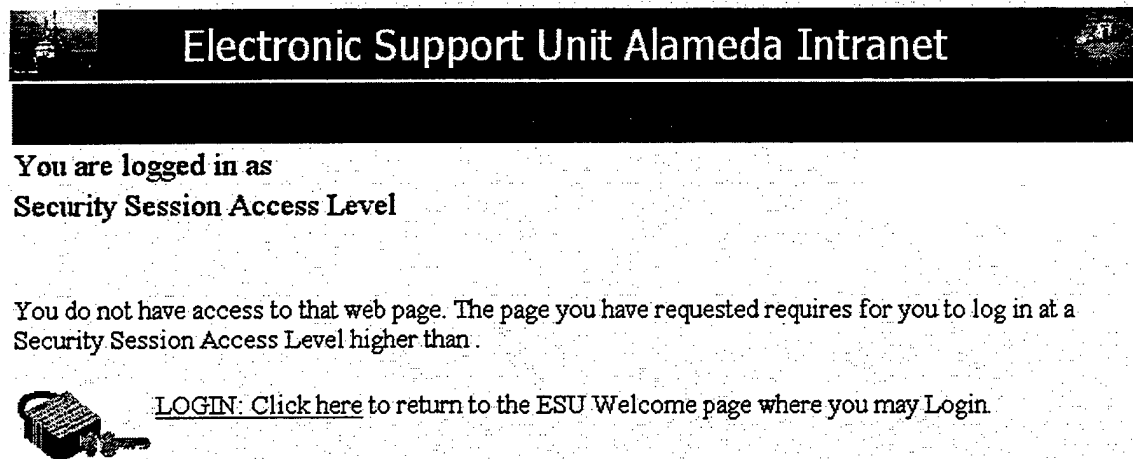 Electronic Support Unit Alameda Intranet
You are logged in as
Security Session Access Level
You do not have access to that web page. The page you have requested requires for you to log in at a
Security Session Access Level higher than .
LOGIN: Click here to return to the ESU Welcome page where you may Login.